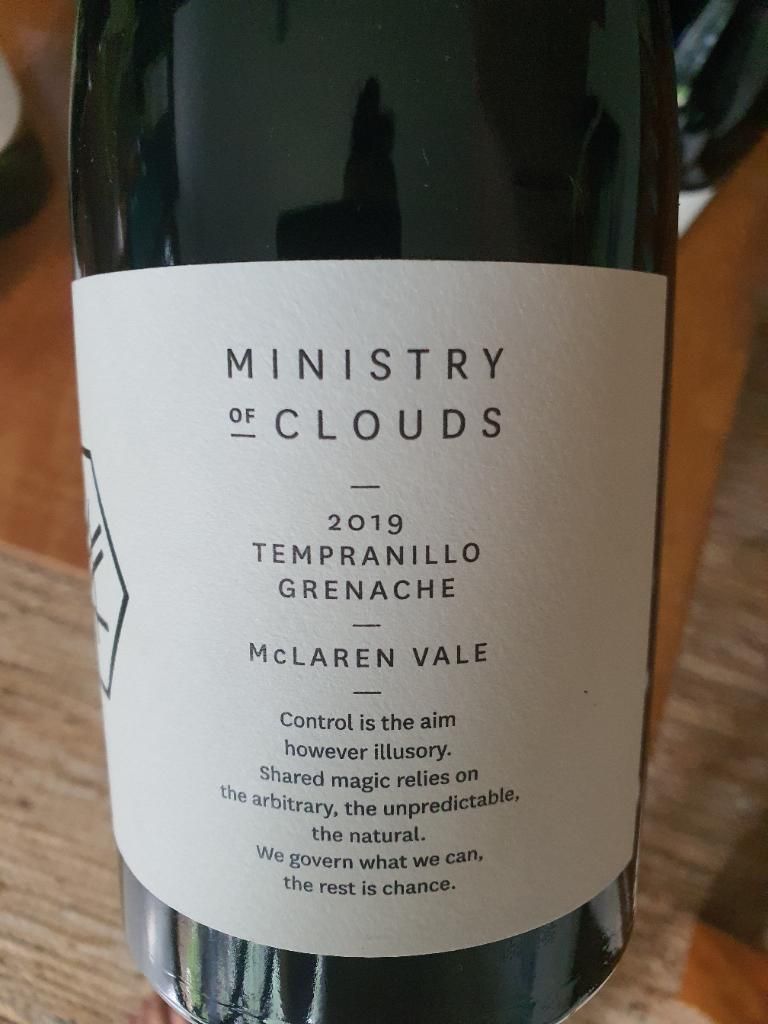 MINISTRY
OF CLOUDS
2019
TEMPRANILLO
GRENACHE
McLAREN VALE
Control is the aim
however illusory.
Shared magic relies on
the arbitrary, the unpredictable,
the natural.
We govern what we can,
the rest is chance.